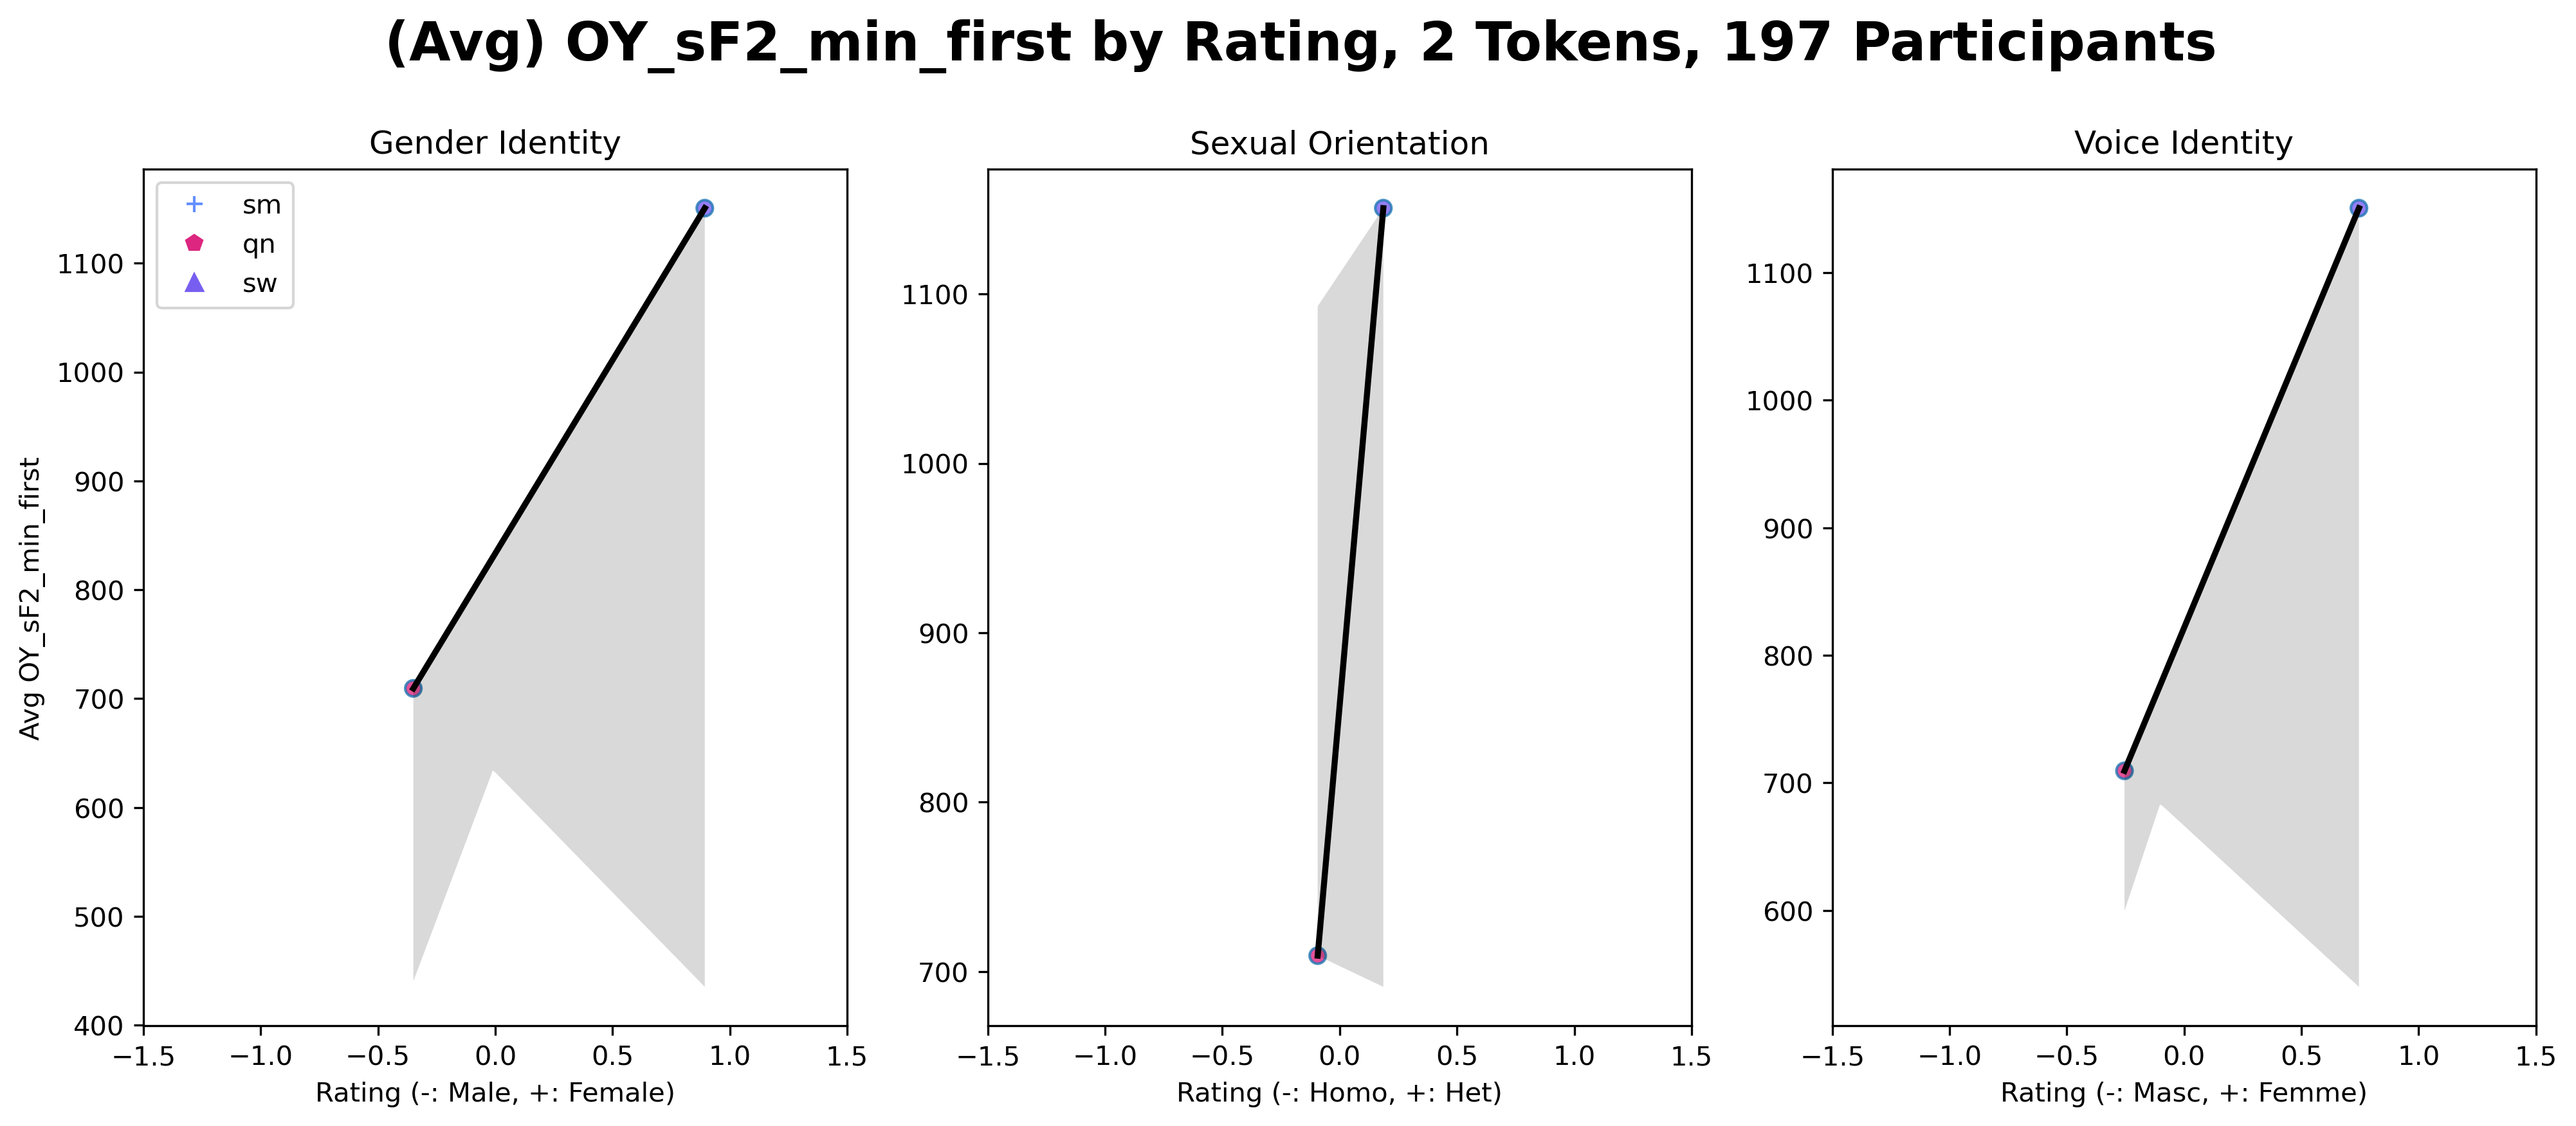 (Avg) OY_sF2_min_first by Rating, 2 Tokens, 197 Participants
Gender Identity
sm
qn
sw
Avg OY_sF2_min_first
1100
1000
900
800
700
600
500
400
−1.5 −1.0 −0.5 0.0 0.5 1.0 1.5
Rating (-: Male, +: Female)
Sexual Orientation
1100
1000
900
800
700
−1.5 −1.0 −0.5 0.0 0.5 1.0 1.5
Rating (-: Homo, +: Het)
Voice Identity
1100
1000
900
800
700
600
−1.5 −1.0 −0.5 0.0 0.5 1.0 1.5
Rating (-: Masc, +: Femme)